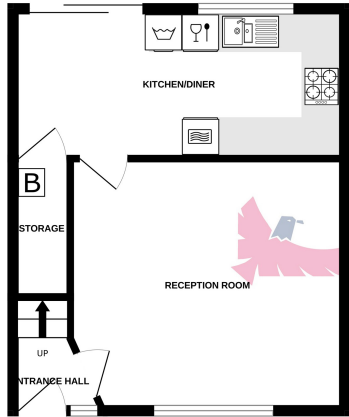 KITCHEN/DINER
B
STORAGE
RECEPTION ROOM
UP
NTRANCE HALL